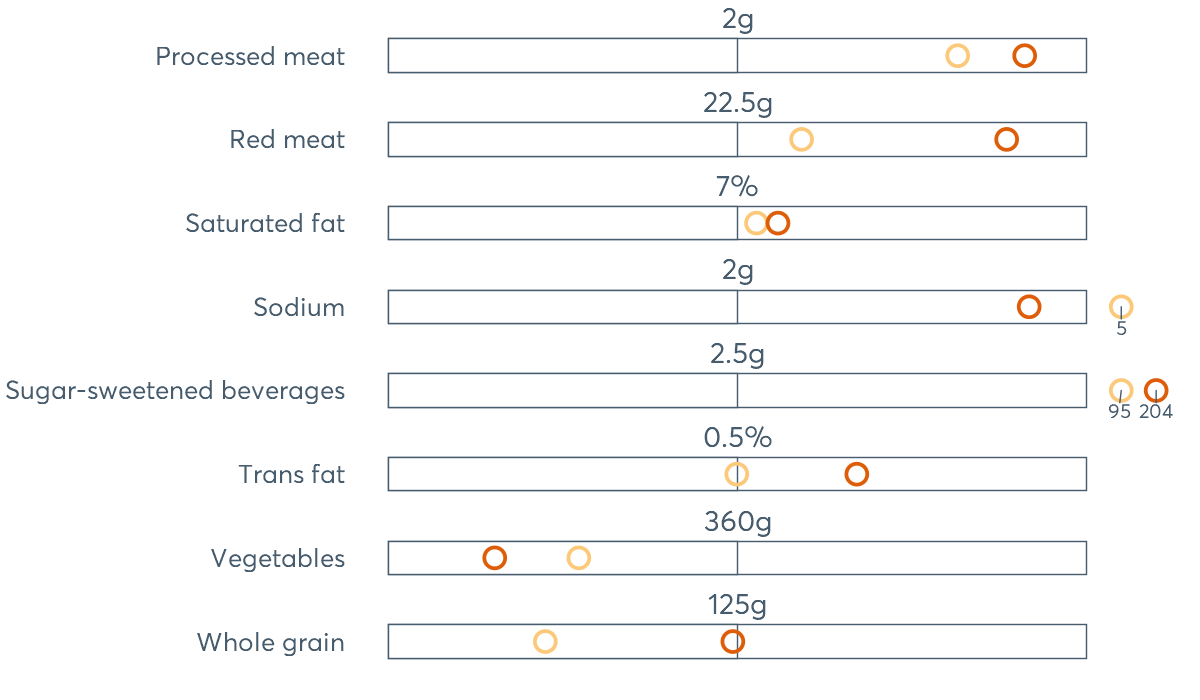 2g
Processed meat
22.5g
Red meat
7%
Saturated fat
2g
Sodium
5
2.5g
Sugar-sweetened beverages
95 204
0.5%
Trans fat
360g
Vegetables
125g
Whole grain